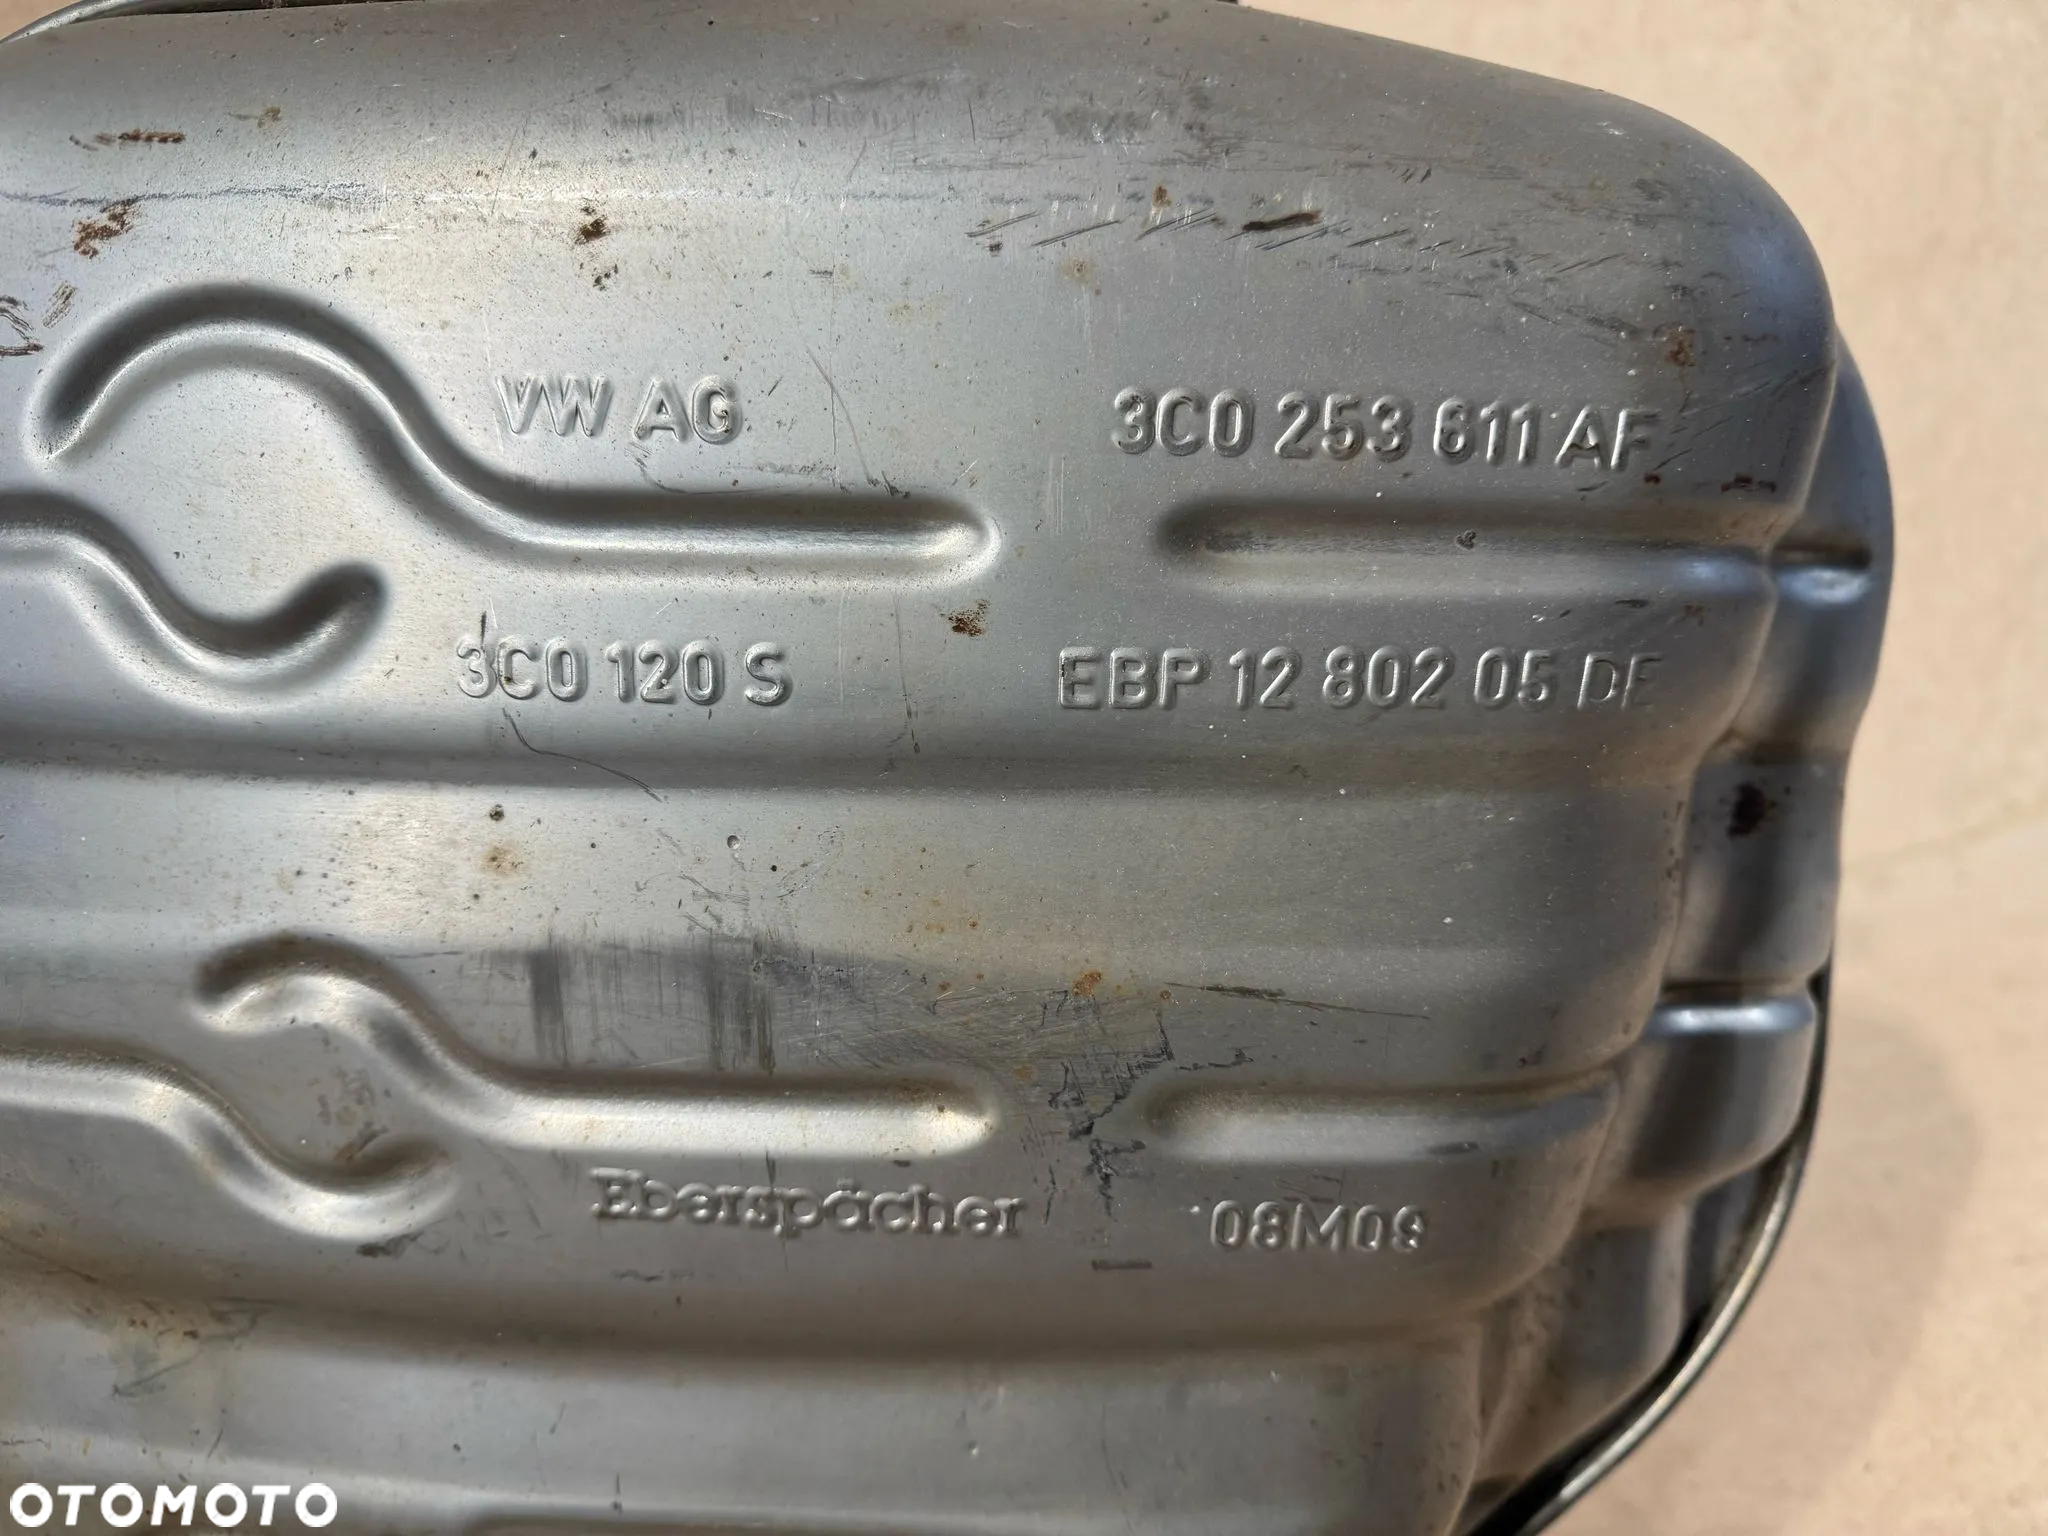 VW AG 3C0 253 611 AF
3C0 120 S EBP 12 802 05 DE
Eberspächer 08M09
OTOMOTO